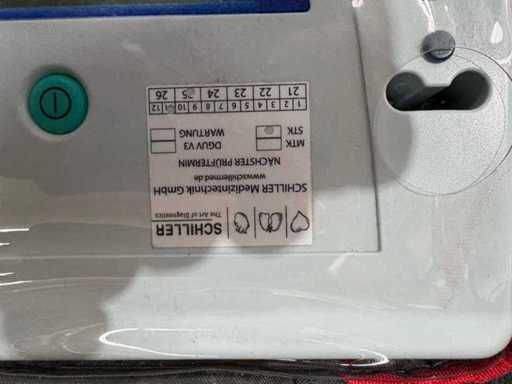 SCHILLER
The Art of Diagnostics
SCHILLER Medizintechnik GmbH
www.schillermed.de
NÄCHSTER PRÜFTERMIN
MTK DGUV V3
STK WARTUNG
1 2 3 4 5 6 7 8 9 10 11 12
21 22 23 24 25 26